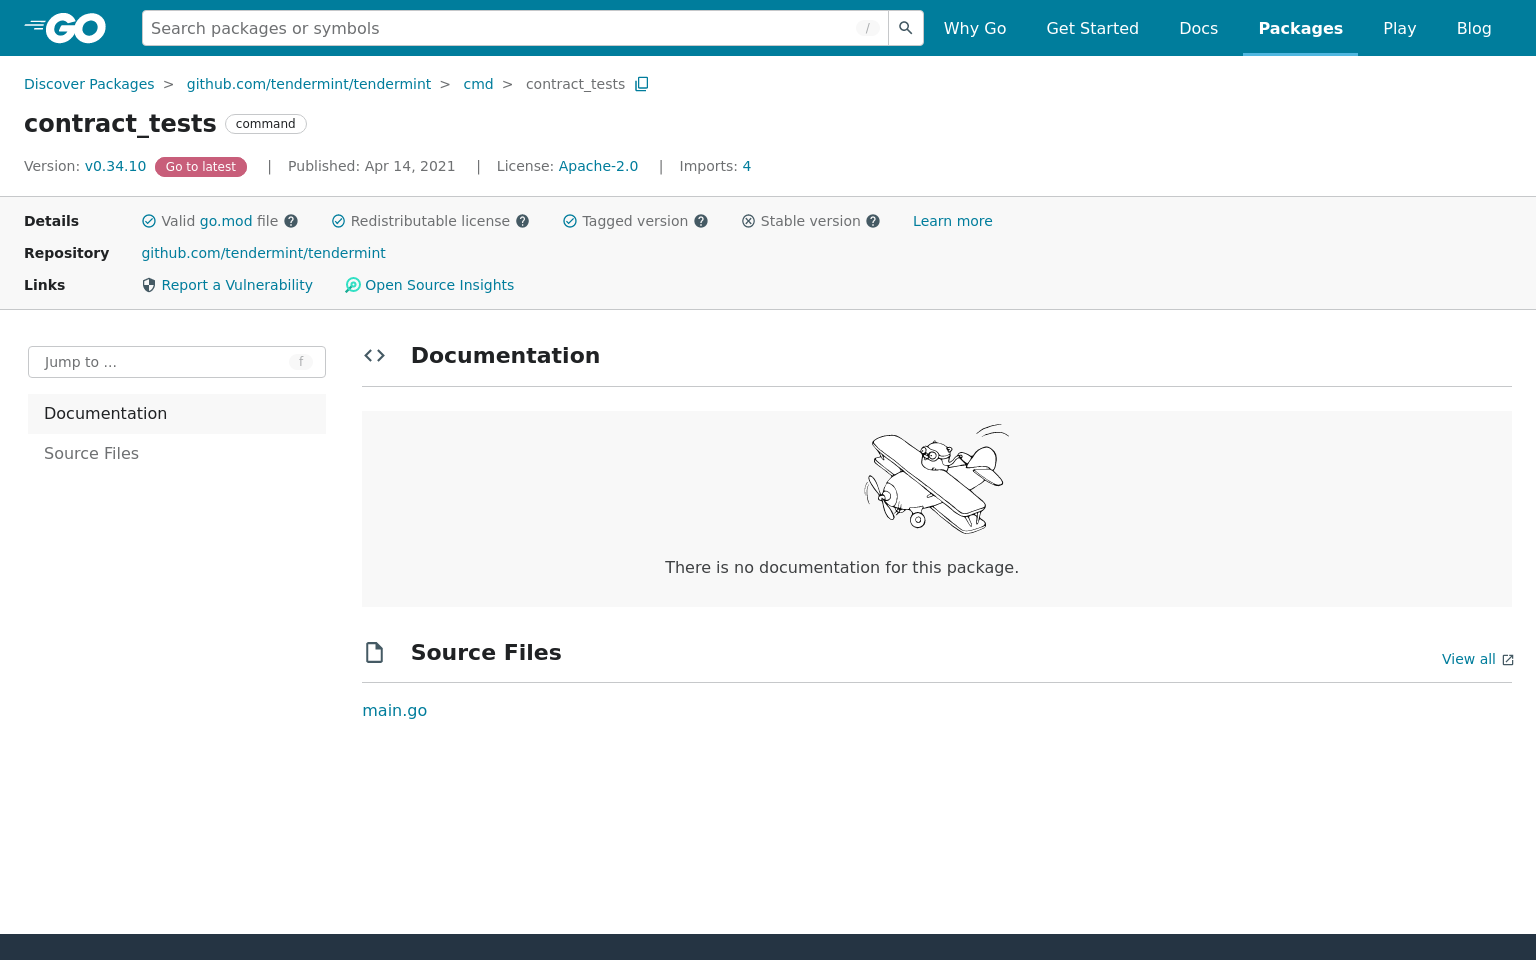 GO Search packages or symbols / Why Go Get Started Docs Packages Play Blog
Discover Packages > github.com/tendermint/tendermint > cmd > contract_tests
contract_tests command
Version: v0.34.10 Go to latest | Published: Apr 14, 2021 | License: Apache-2.0 | Imports: 4
Details Valid go.mod file Redistributable license Tagged version Stable version Learn more
Repository github.com/tendermint/tendermint
Links Report a Vulnerability Open Source Insights
Jump to ... f
Documentation
Source Files
Documentation
There is no documentation for this package.
Source Files View all
main.go